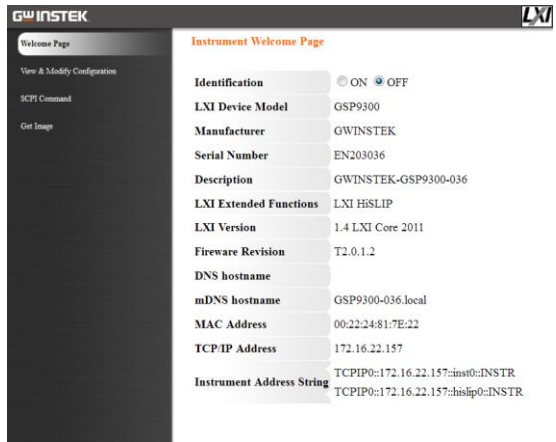 GWINSTEK
LXI
Welcome Page
View & Modify Configuration
SCPI Command
Get Image
Instrument Welcome Page
Identification ON OFF
LXI Device Model GSP9300
Manufacturer GWINSTEK
Serial Number EN203036
Description GWINSTEK-GSP9300-036
LXI Extended Functions LXI HiSLIP
LXI Version 1.4 LXI Core 2011
Fireware Revision T2.0.1.2
DNS hostname
mDNS hostname GSP9300-036.local
MAC Address 00:22:24:81:7E:22
TCP/IP Address 172.16.22.157
Instrument Address String TCPIP0::172.16.22.157::inst0::INSTR
TCPIP0::172.16.22.157::hislip0::INSTR